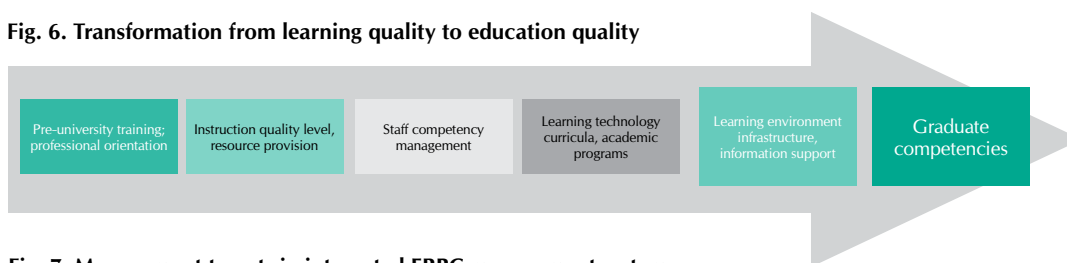 Fig. 6. Transformation from learning quality to education quality
Pre-university training;
professional orientation
Instruction quality level,
resource provision
Staff competency
management
Learning technology
curricula, academic
programs
Learning environment
infrastructure,
information support
Graduate
competencies